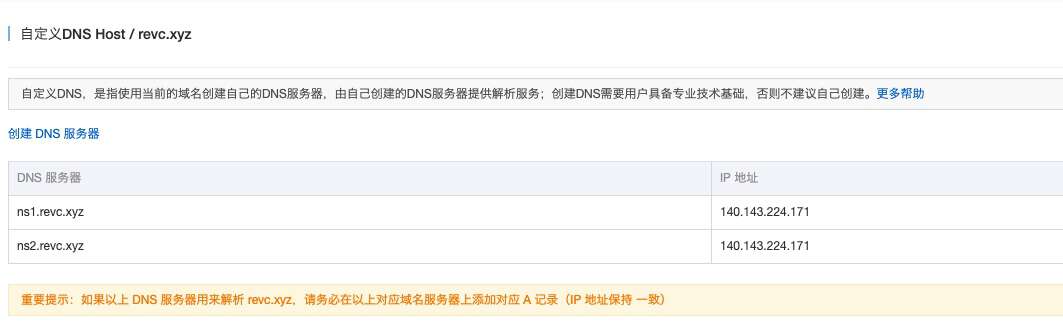 自定义DNS Host / revc.xyz
自定义DNS，是指使用当前的域名创建自己的DNS服务器，由自己创建的DNS服务器提供解析服务；创建DNS需要用户具备专业技术基础，否则不建议自己创建。更多帮助
创建 DNS 服务器
DNS 服务器 IP 地址
ns1.revc.xyz 140.143.224.171
ns2.revc.xyz 140.143.224.171
重要提示：如果以上 DNS 服务器用来解析 revc.xyz，请务必在以上对应域名服务器上添加对应 A 记录（IP 地址保持 一致）